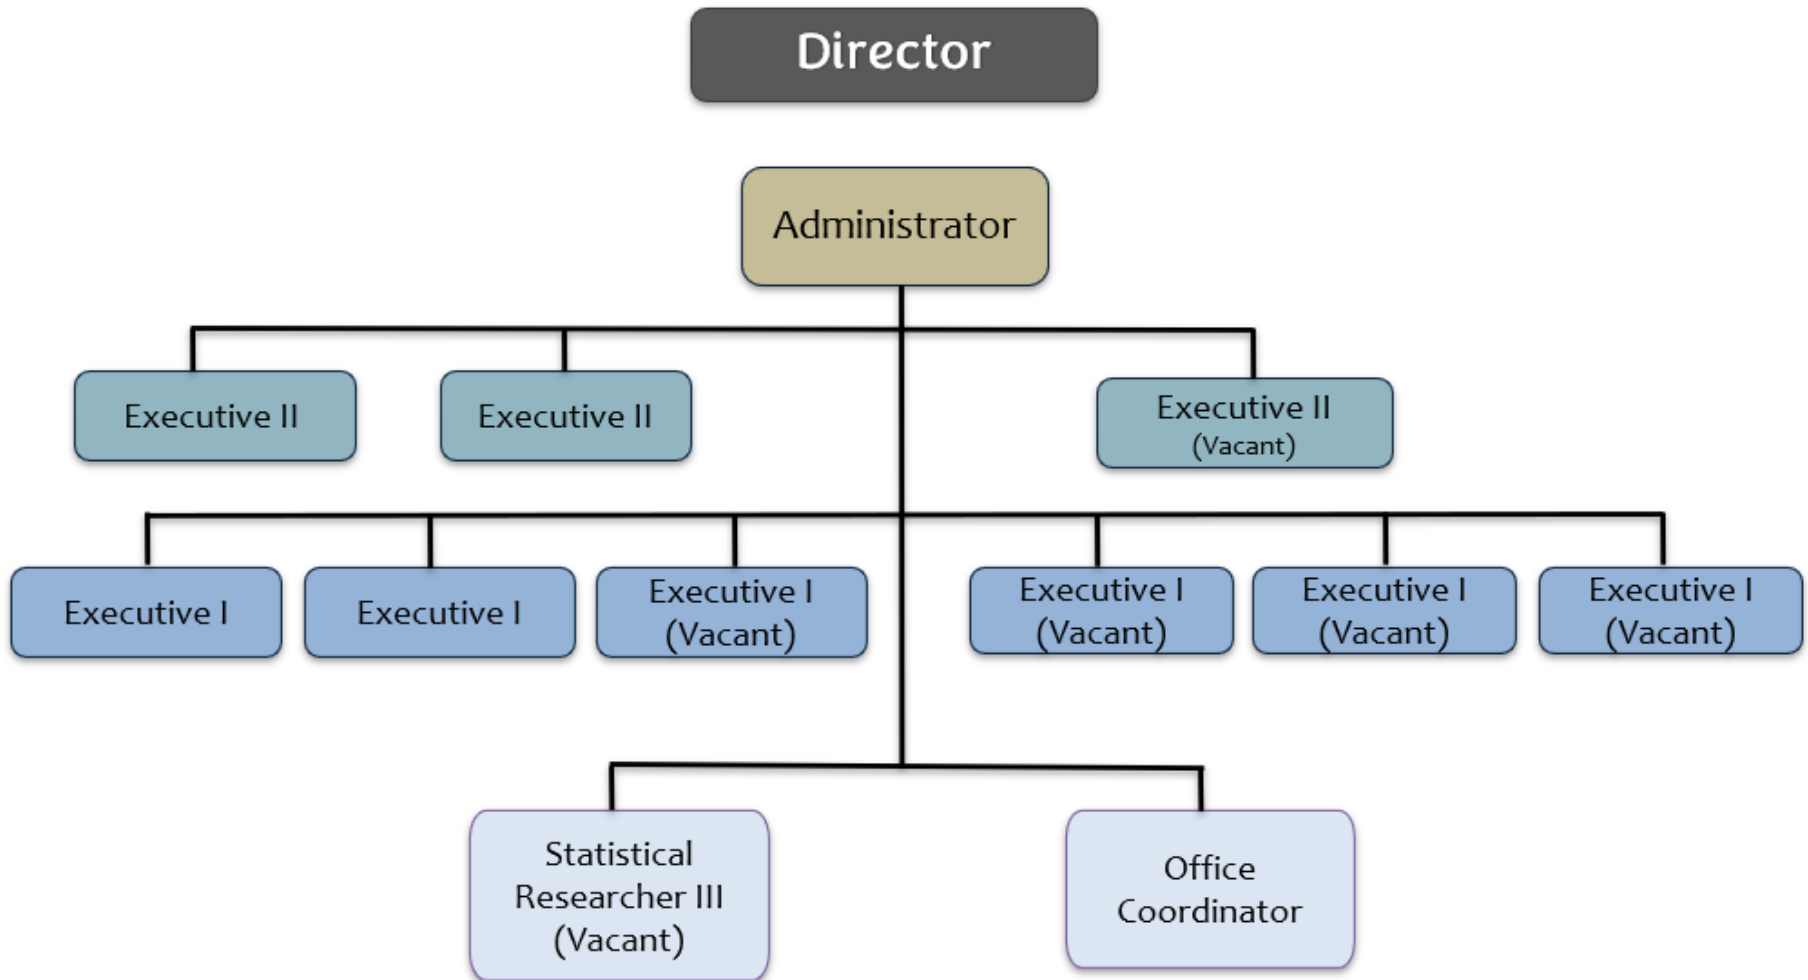 Director
Administrator
Executive II
Executive II
Executive II
(Vacant)
Executive I
Executive I
Executive I
(Vacant)
Executive I
(Vacant)
Executive I
(Vacant)
Executive I
(Vacant)
Statistical
Researcher III
(Vacant)
Office
Coordinator